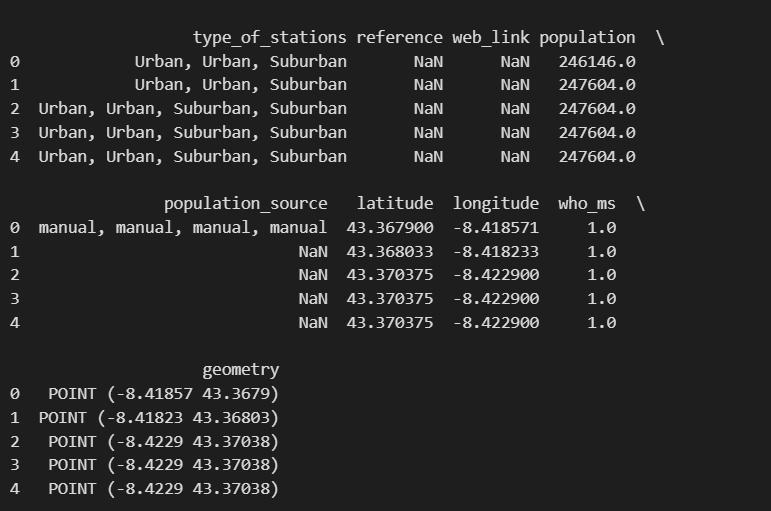 type_of_stations reference web_link population \
0 Urban, Urban, Suburban NaN NaN 246146.0
1 Urban, Urban, Suburban NaN NaN 247604.0
2 Urban, Urban, Suburban, Suburban NaN NaN 247604.0
3 Urban, Urban, Suburban, Suburban NaN NaN 247604.0
4 Urban, Urban, Suburban, Suburban NaN NaN 247604.0
population_source latitude longitude who_ms \
0 manual, manual, manual, manual 43.367900 -8.418571 1.0
1 NaN 43.368033 -8.418233 1.0
2 NaN 43.370375 -8.422900 1.0
3 NaN 43.370375 -8.422900 1.0
4 NaN 43.370375 -8.422900 1.0
geometry
0 POINT (-8.41857 43.3679)
1 POINT (-8.41823 43.36803)
2 POINT (-8.4229 43.37038)
3 POINT (-8.4229 43.37038)
4 POINT (-8.4229 43.37038)